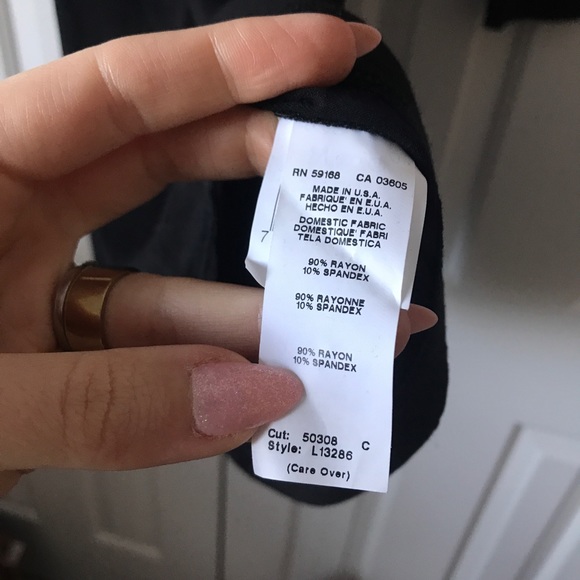 RN 59168 CA 03605
MADE IN U.S.A.
FABRIQUE' EN E.U.A.
HECHO EN E.U.A.
DOMESTIC FABRIC
DOMESTIQUE' FABRI
TELA DOMESTICA
7
90% RAYON
10% SPANDEX
90% RAYONNE
10% SPANDEX
90% RAYON
10% SPANDEX
Cut: 50308 C
Style: L13286
(Care Over)